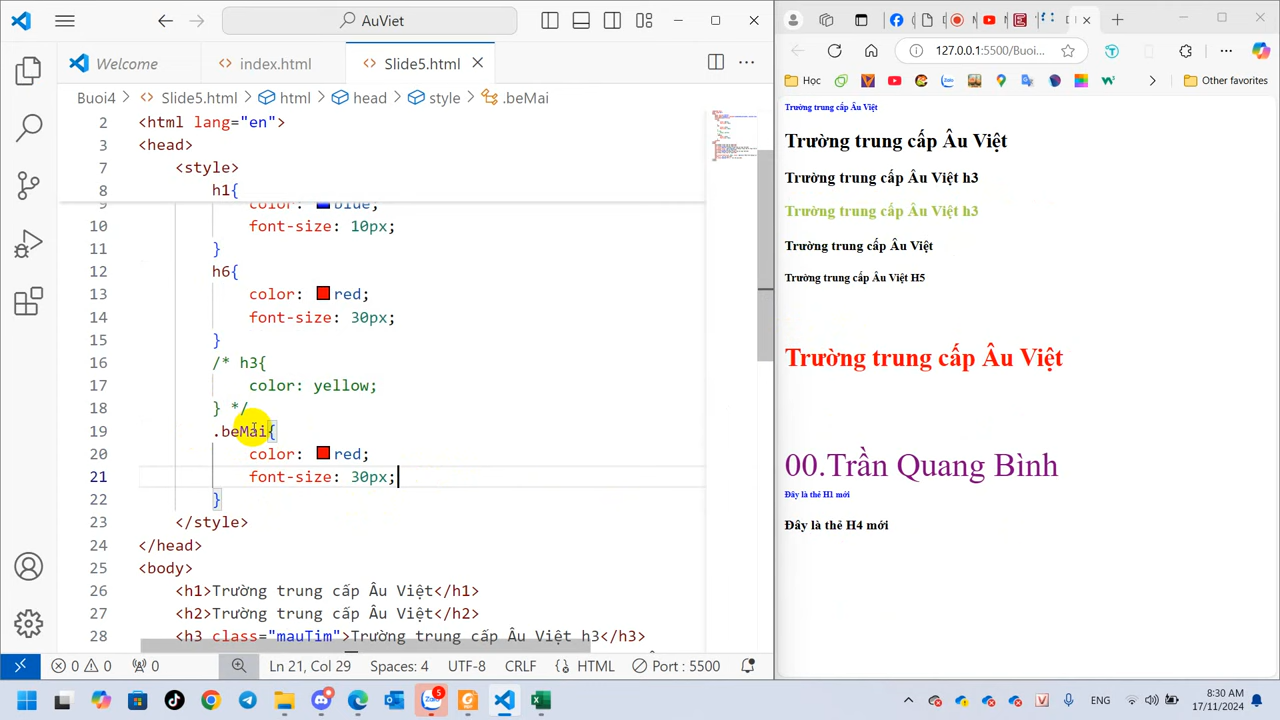 AuViet
Welcome
index.html
Slide5.html
Buoi4 > Slide5.html > html > head > style > .beMai
2 <html lang="en">
3 <head>
7 <style>
8 h1{
9 color: blue;
10 font-size: 10px;
11 }
12 h6{
13 color: red;
14 font-size: 30px;
15 }
16 /* h3{
17 color: yellow;
18 } */
19 .beMai{
20 color: red;
21 font-size: 30px;
22 }
23 </style>
24 </head>
25 <body>
26 <h1>Trường trung cấp Âu Việt</h1>
27 <h2>Trường trung cấp Âu Việt</h2>
28 <h3 class="mauTim">Trường trung cấp Âu Việt h3</h3>
0 0 0 Ln 21, Col 29 Spaces: 4 UTF-8 CRLF HTML Port : 5500
127.0.0.1:5500/Buoi...
Học
Other favorites
Trường trung cấp Âu Việt
Trường trung cấp Âu Việt
Trường trung cấp Âu Việt h3
Trường trung cấp Âu Việt h3
Trường trung cấp Âu Việt
Trường trung cấp Âu Việt H5
Trường trung cấp Âu Việt
00.Trần Quang Bình
Đây là thẻ H1 mới
Đây là thẻ H4 mới
5
ENG
8:30 AM
17/11/2024